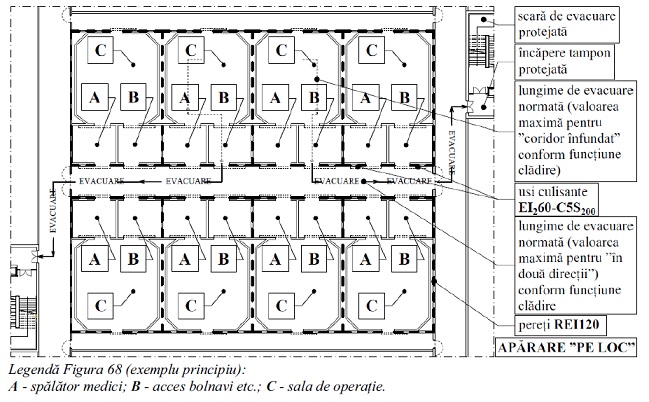 scară de evacuare
protejată
încăpere tampon
protejată
lungime de evacuare
normată (valoarea
maximă pentru
"coridor înfundat"
conform funcțiune
clădire)
usi culisante
EI₂60-C5S₂₀₀
lungime de evacuare
normată (valoarea
maximă pentru "în
două direcții")
conform funcțiune
clădire
pereți REI120
APĂRARE "PE LOC"
C C C C
A B A B A B A B
EVACUARE
EVACUARE EVACUARE EVACUARE EVACUARE
EVACUARE
A B A B A B A B
C C C C
Legendă Figura 68 (exemplu principiu):
A - spălător medici; B - acces bolnavi etc.; C - sala de operație.